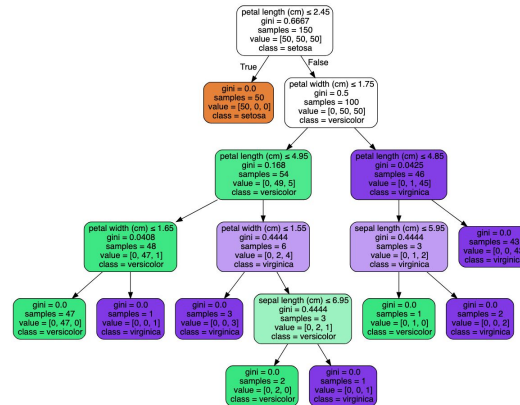 petal length (cm) ≤ 2.45
gini = 0.6667
samples = 150
value = [50, 50, 50]
class = setosa
True
False
gini = 0.0
samples = 50
value = [50, 0, 0]
class = setosa
petal width (cm) ≤ 1.75
gini = 0.5
samples = 100
value = [0, 50, 50]
class = versicolor
petal length (cm) ≤ 4.95
gini = 0.168
samples = 54
value = [0, 49, 5]
class = versicolor
petal length (cm) ≤ 4.85
gini = 0.0425
samples = 46
value = [0, 1, 45]
class = virginica
petal width (cm) ≤ 1.65
gini = 0.0408
samples = 48
value = [0, 47, 1]
class = versicolor
petal width (cm) ≤ 1.55
gini = 0.4444
samples = 6
value = [0, 2, 4]
class = virginica
sepal length (cm) ≤ 5.95
gini = 0.4444
samples = 3
value = [0, 1, 2]
class = virginica
gini = 0.0
samples = 43
value = [0, 0,
class = virginica
gini = 0.0
samples = 47
value = [0, 47, 0]
class = versicolor
gini = 0.0
samples = 1
value = [0, 0, 1]
class = virginica
gini = 0.0
samples = 3
value = [0, 0, 3]
class = virginica
sepal length (cm) ≤ 6.95
gini = 0.4444
samples = 3
value = [0, 2, 1]
class = versicolor
gini = 0.0
samples = 1
value = [0, 1, 0]
class = versicolor
gini = 0.0
samples = 2
value = [0, 0, 2]
class = virginica
gini = 0.0
samples = 2
value = [0, 2, 0]
class = versicolor
gini = 0.0
samples = 1
value = [0, 0, 1]
class = virginica